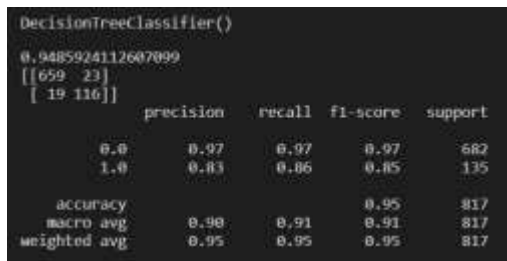 DecisionTreeClassifier()
0.9485924112607099
[[659 23]
[ 19 116]]
precision recall f1-score support
0.0 0.97 0.97 0.97 682
1.0 0.83 0.86 0.85 135
accuracy 0.95 817
macro avg 0.90 0.91 0.91 817
weighted avg 0.95 0.95 0.95 817